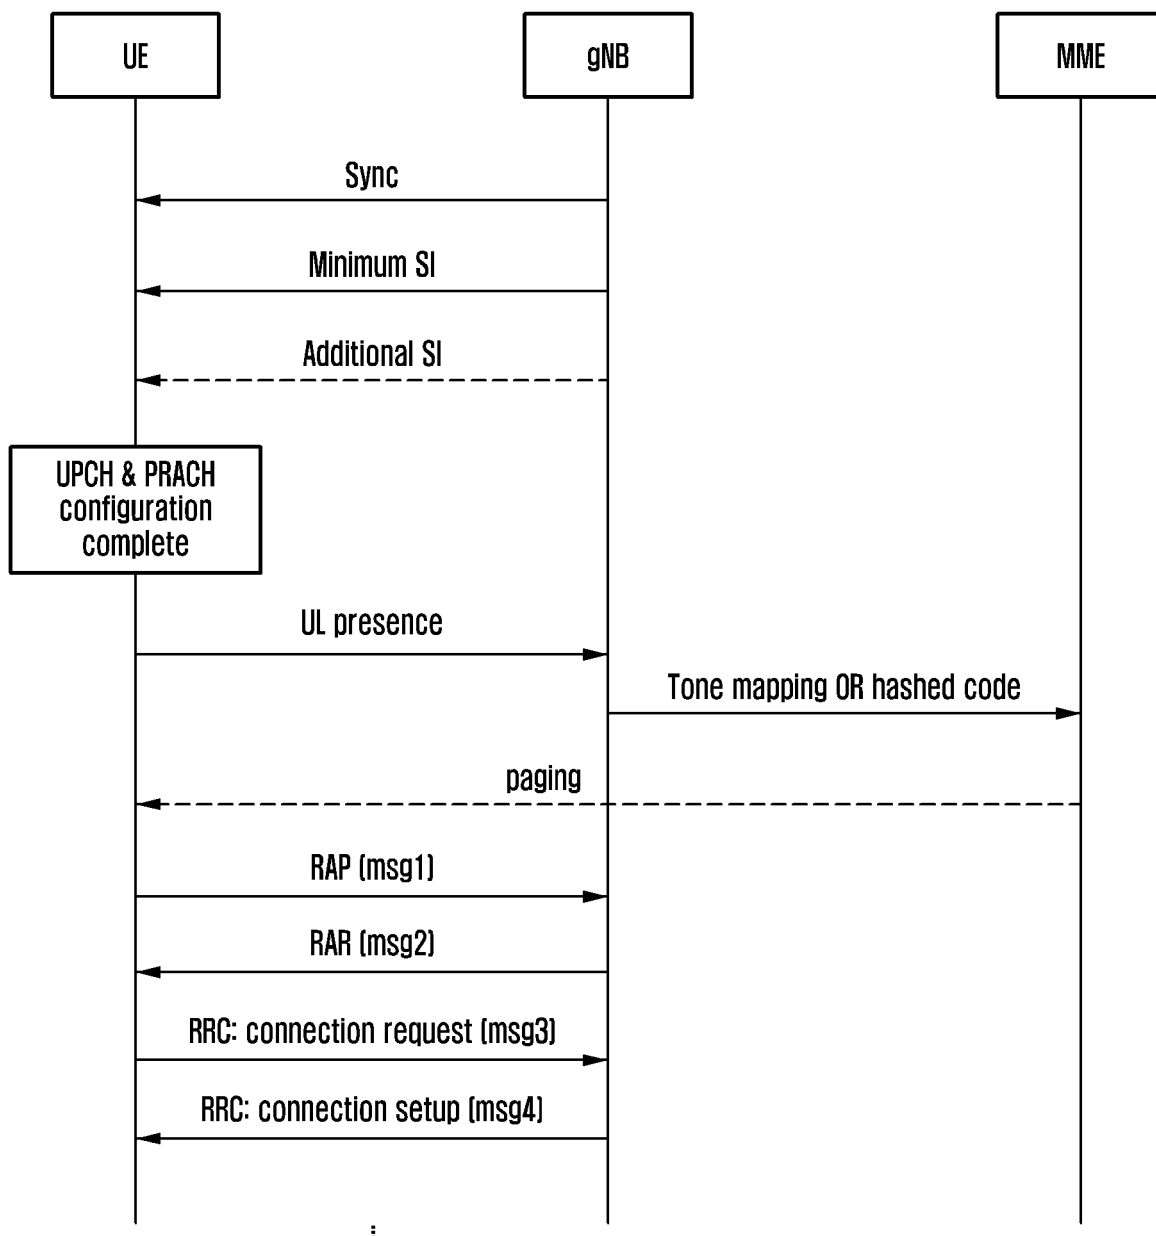 UE
gNB
MME
Sync
Minimum SI
Additional SI
UPCH & PRACH
configuration
complete
UL presence
Tone mapping OR hashed code
paging
RAP (msg1)
RAR (msg2)
RRC: connection request (msg3)
RRC: connection setup (msg4)
: